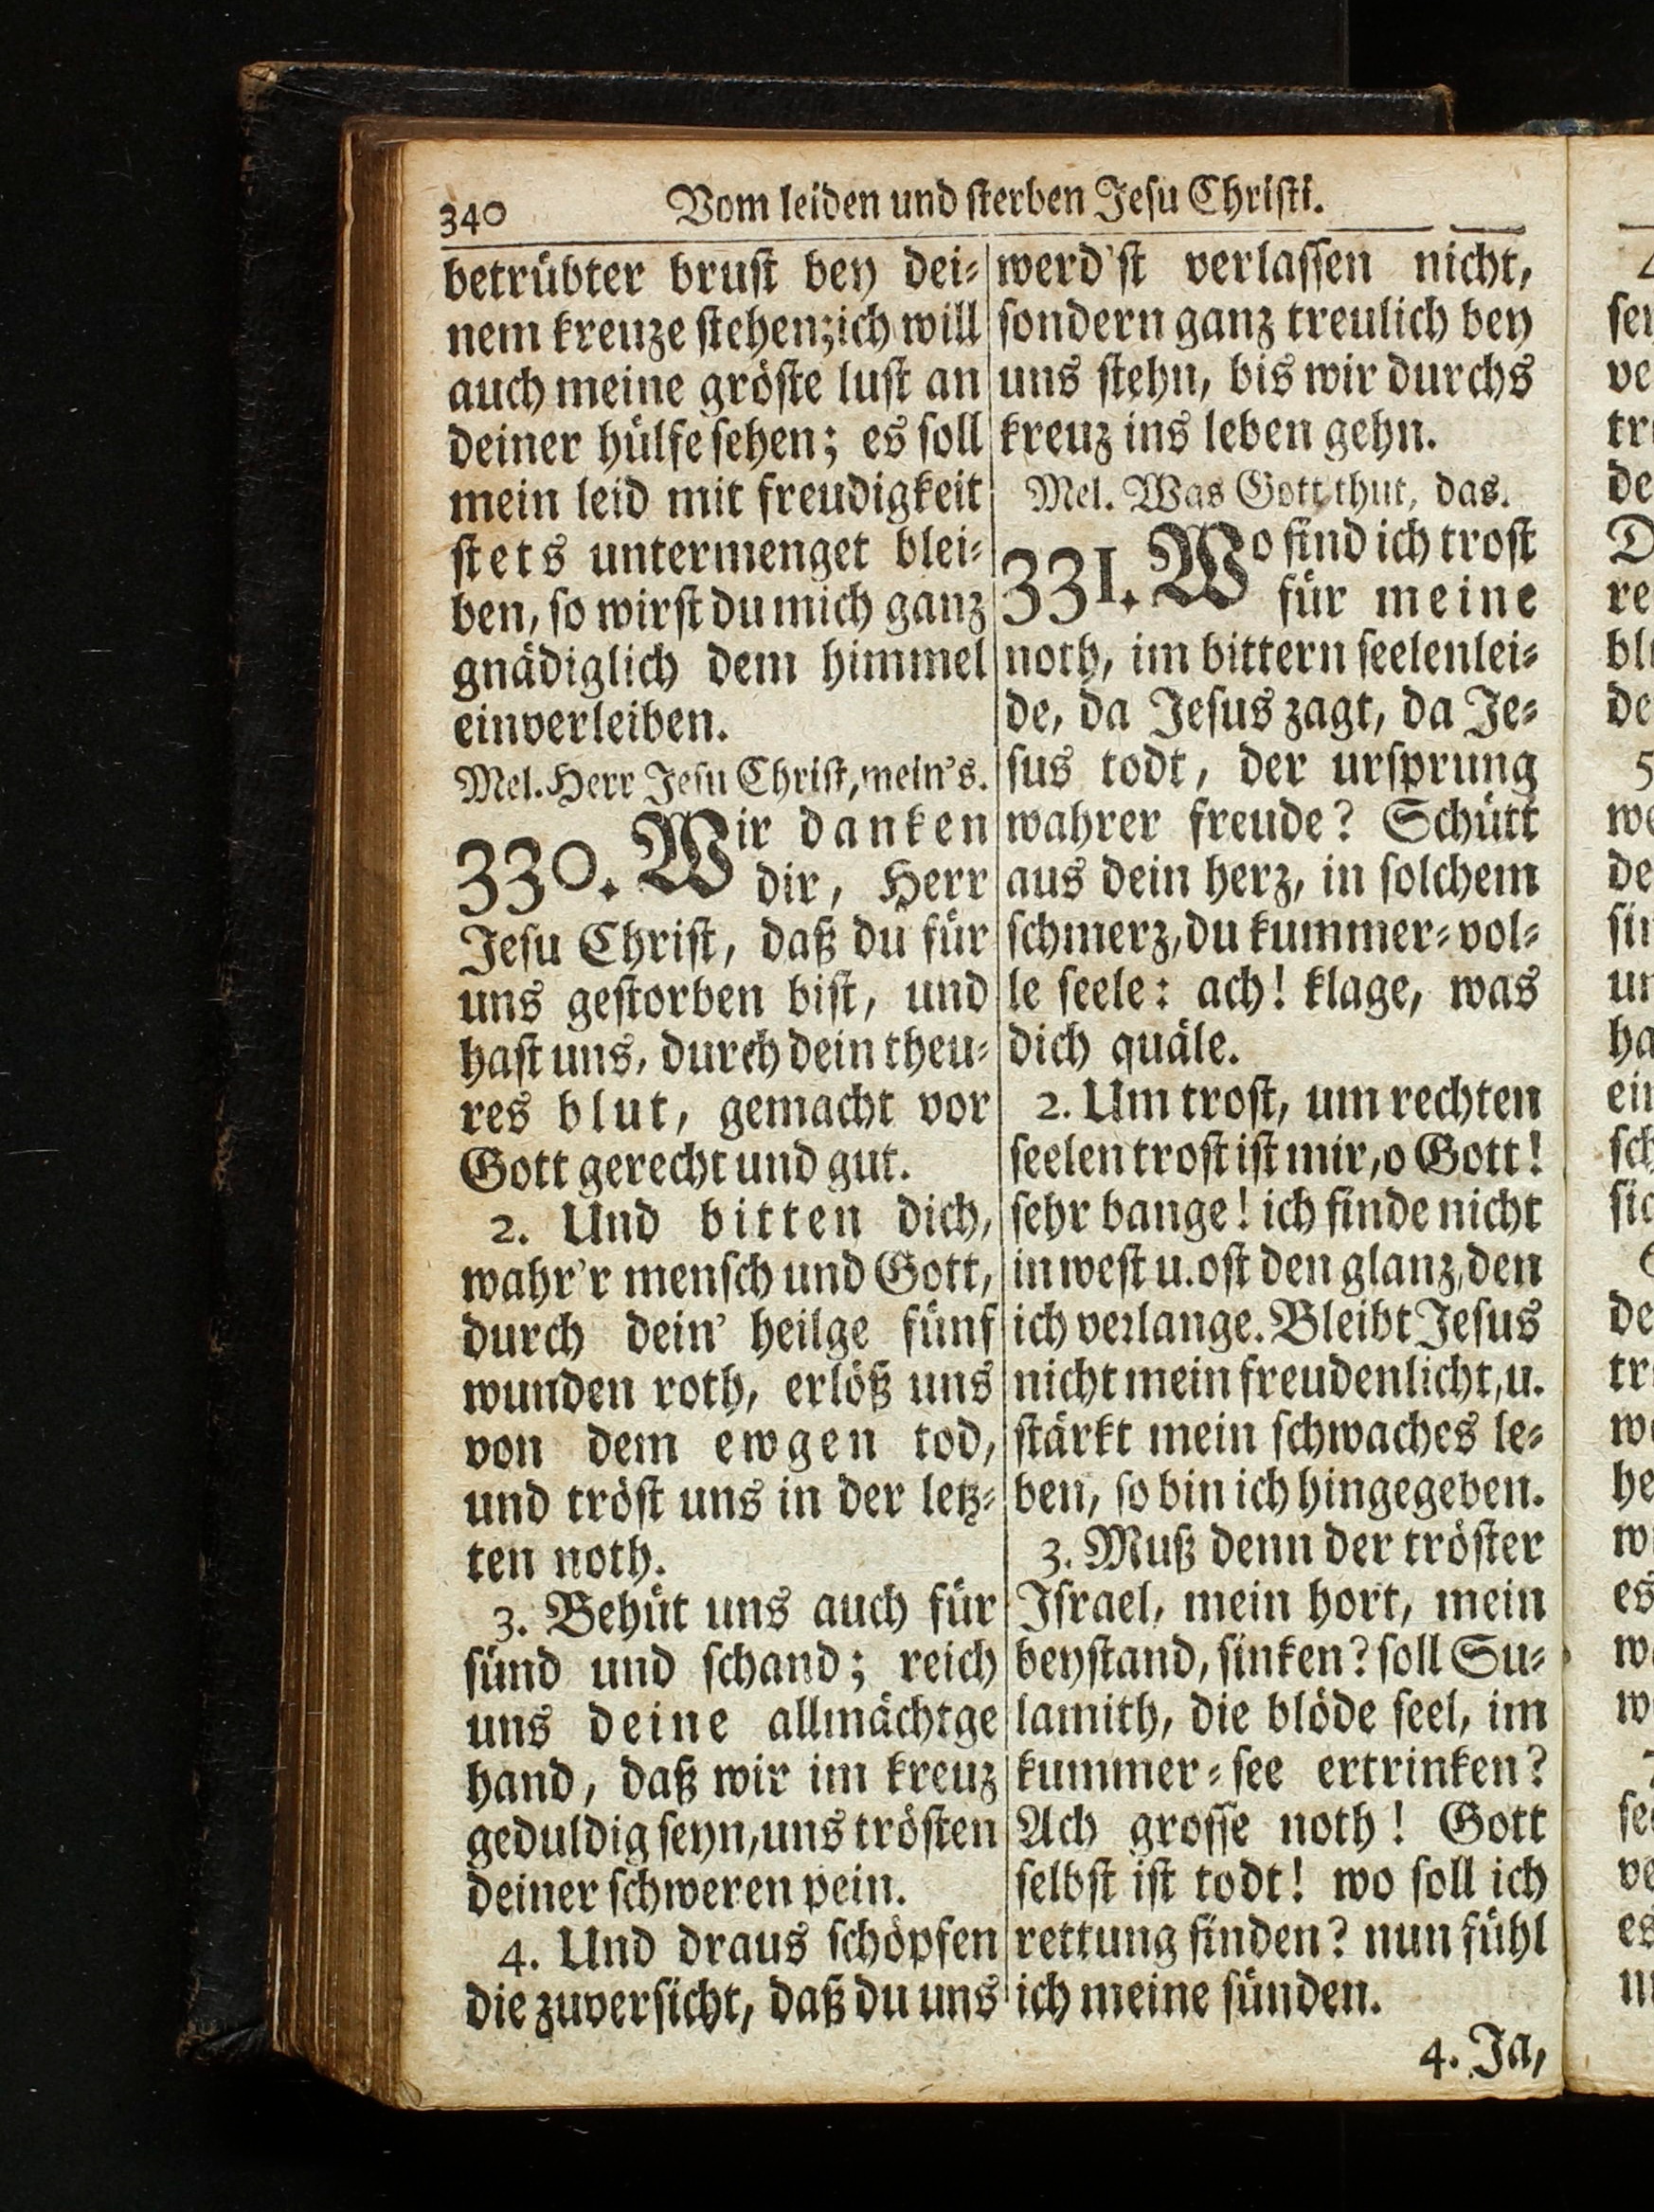 340 Vom leiden und sterben Jesu Christi.
betrübter brust bey dei-
nem kreuze stehen; ich will
auch meine gröste lust an
deiner hülfe sehen; es soll
mein leid mit freudigkeit
stets untermenget blei-
ben, so wirst du mich ganz
gnädiglich dem himmel
einverleiben.
Mel. Herr Jesu Christ, mein's.
330. Wir danken
dir, Herr
Jesu Christ, daß du für
uns gestorben bist, und
hast uns, durch dein theu-
res blut, gemacht vor
Gott gerecht und gut.
2. Und bitten dich,
wahr'r mensch und Gott,
durch dein' heilge fünf
wunden roth, erlöß uns
von dem ewgen tod,
und tröst uns in der letz-
ten noth.
3. Behüt uns auch für
sünd und schand; reich
uns deine allmächtge
hand, daß wir im kreuz
geduldig seyn, uns trösten
deiner schweren pein.
4. Und draus schöpfen
die zuversicht, daß du uns
werd'st verlassen nicht,
sondern ganz treulich bey
uns stehn, bis wir durchs
kreuz ins leben gehn.
Mel. Was Gott thut, das.
331. Wo find ich trost
für meine
noth, im bittern seelenlei-
de, da Jesus zagt, da Je-
sus todt, der ursprung
wahrer freude? Schütt
aus dein herz, in solchem
schmerz, du kummer-vol-
le seele: ach! klage, was
dich quäle.
2. Um trost, um rechten
seelentrost ist mir, o Gott!
sehr bange! ich finde nicht
in west u. ost den glanz, den
ich verlange. Bleibt Jesus
nicht mein freudenlicht, u.
stärkt mein schwaches le-
ben, so bin ich hingegeben.
3. Muß denn der tröster
Israel, mein hort, mein
beystand, sinken? soll Su-
lamith, die blöde seel, im
kummer-see ertrinken?
Ach grosse noth! Gott
selbst ist todt! wo soll ich
rettung finden? nun fühl
ich meine sünden.
4. Ja,